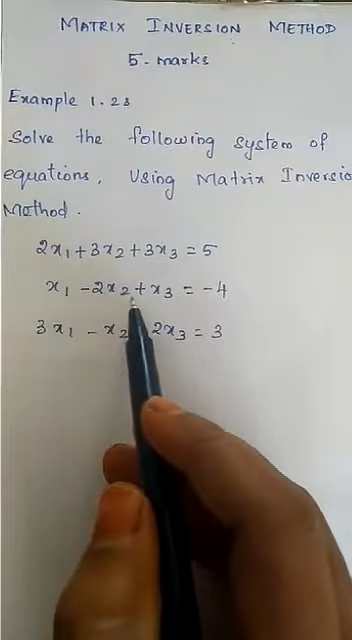 MATRIX INVERSION METHOD
5-marks
Example 1.23
Solve the following system of
equations, Using Matrix Inversio
Method.
2x₁+3x₂+3x₃=5
x₁-2x₂+x₃=-4
3x₁-x₂ 2x₃=3